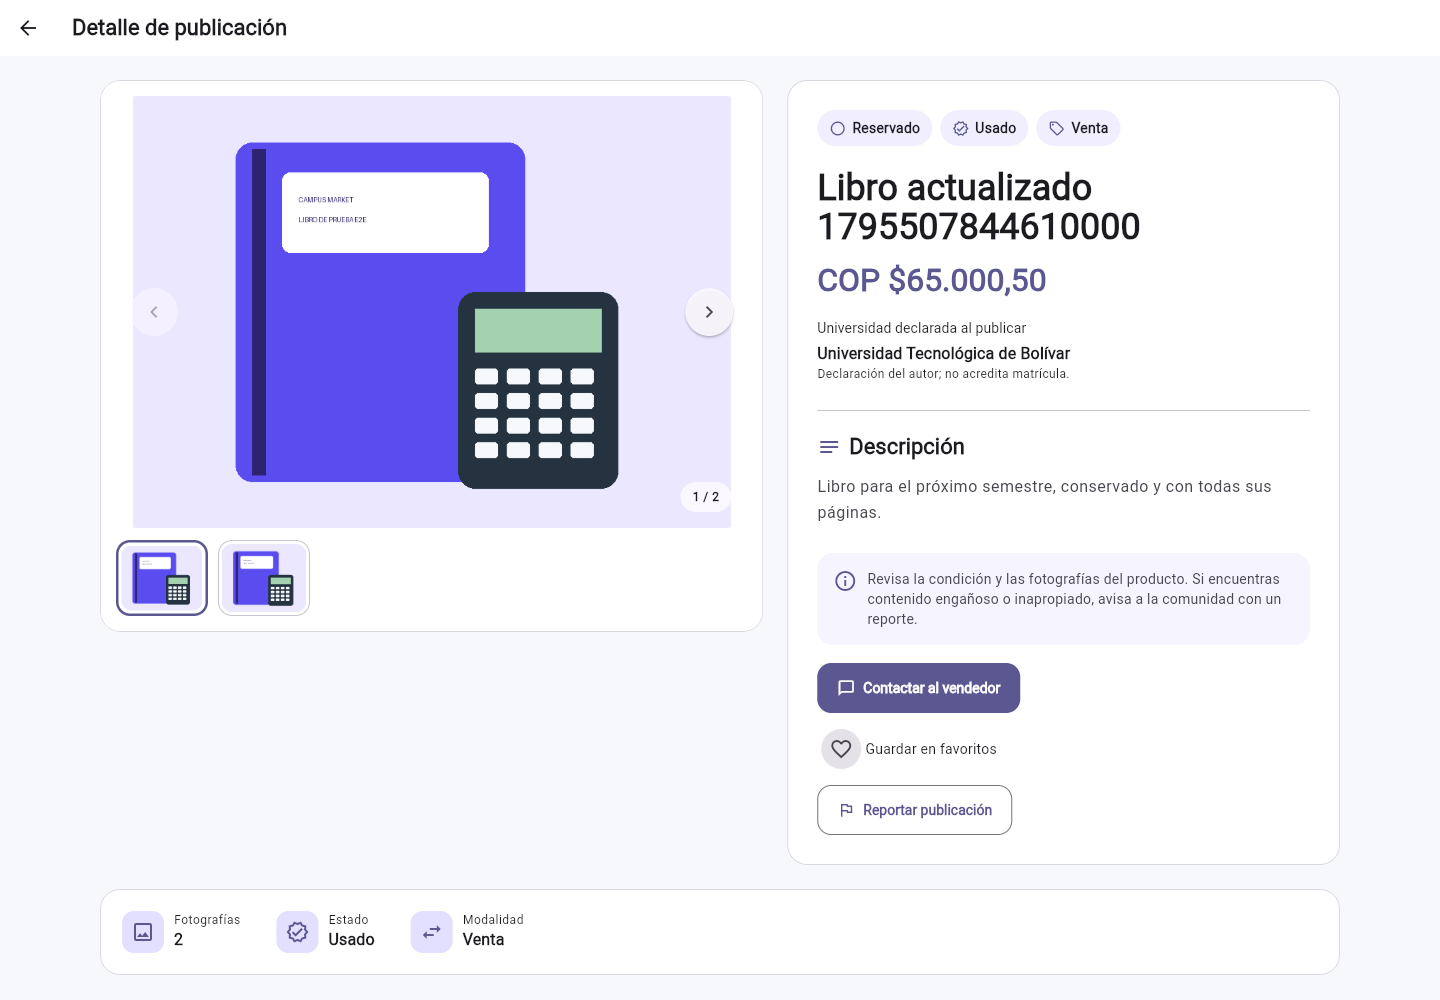 Detalle de publicación
CAMPUS MARKET
LIBRO DE PRUEBA E2E
1 / 2
Reservado
Usado
Venta
Libro actualizado
1795507844610000
COP $65.000,50
Universidad declarada al publicar
Universidad Tecnológica de Bolívar
Declaración del autor; no acredita matrícula.
Descripción
Libro para el próximo semestre, conservado y con todas sus
páginas.
Revisa la condición y las fotografías del producto. Si encuentras
contenido engañoso o inapropiado, avisa a la comunidad con un
reporte.
Contactar al vendedor
Guardar en favoritos
Reportar publicación
Fotografías
2
Estado
Usado
Modalidad
Venta